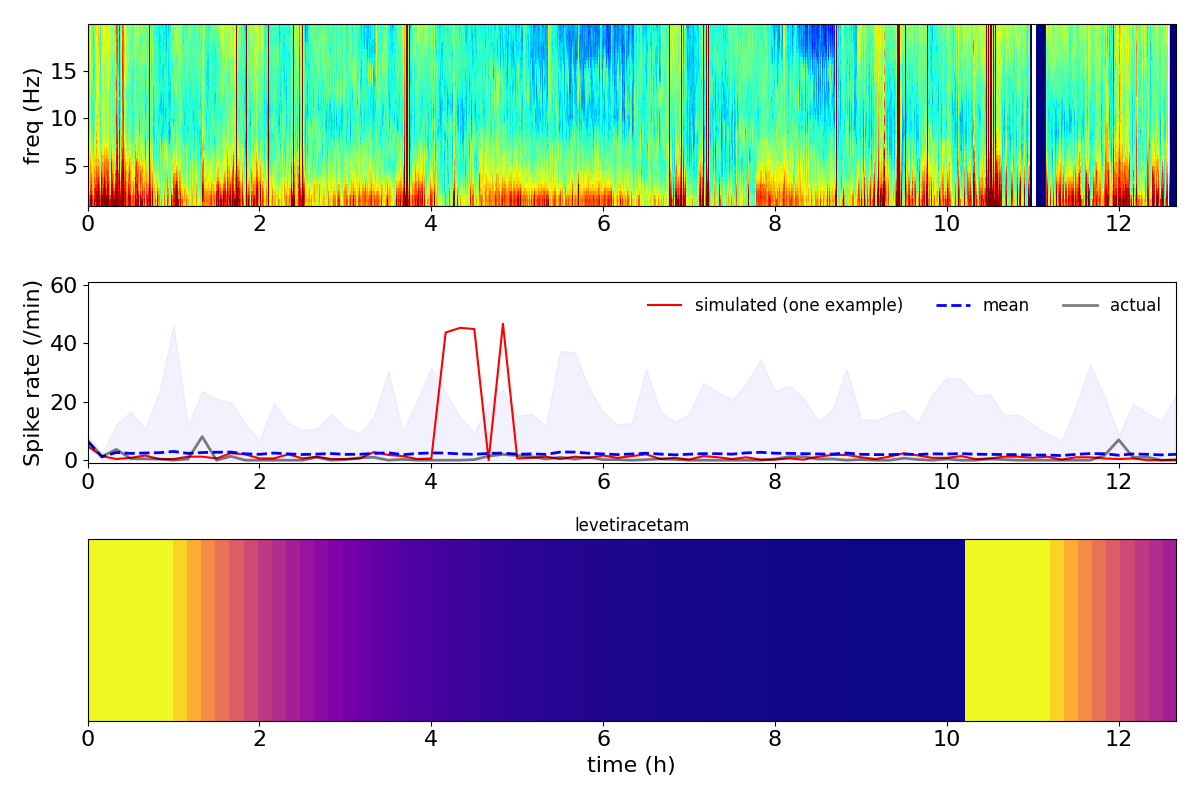 freq (Hz)
15
10
5
0 2 4 6 8 10 12
Spike rate (/min)
60
40
20
0
simulated (one example) mean actual
0 2 4 6 8 10 12
levetiracetam
0 2 4 6 8 10 12
time (h)